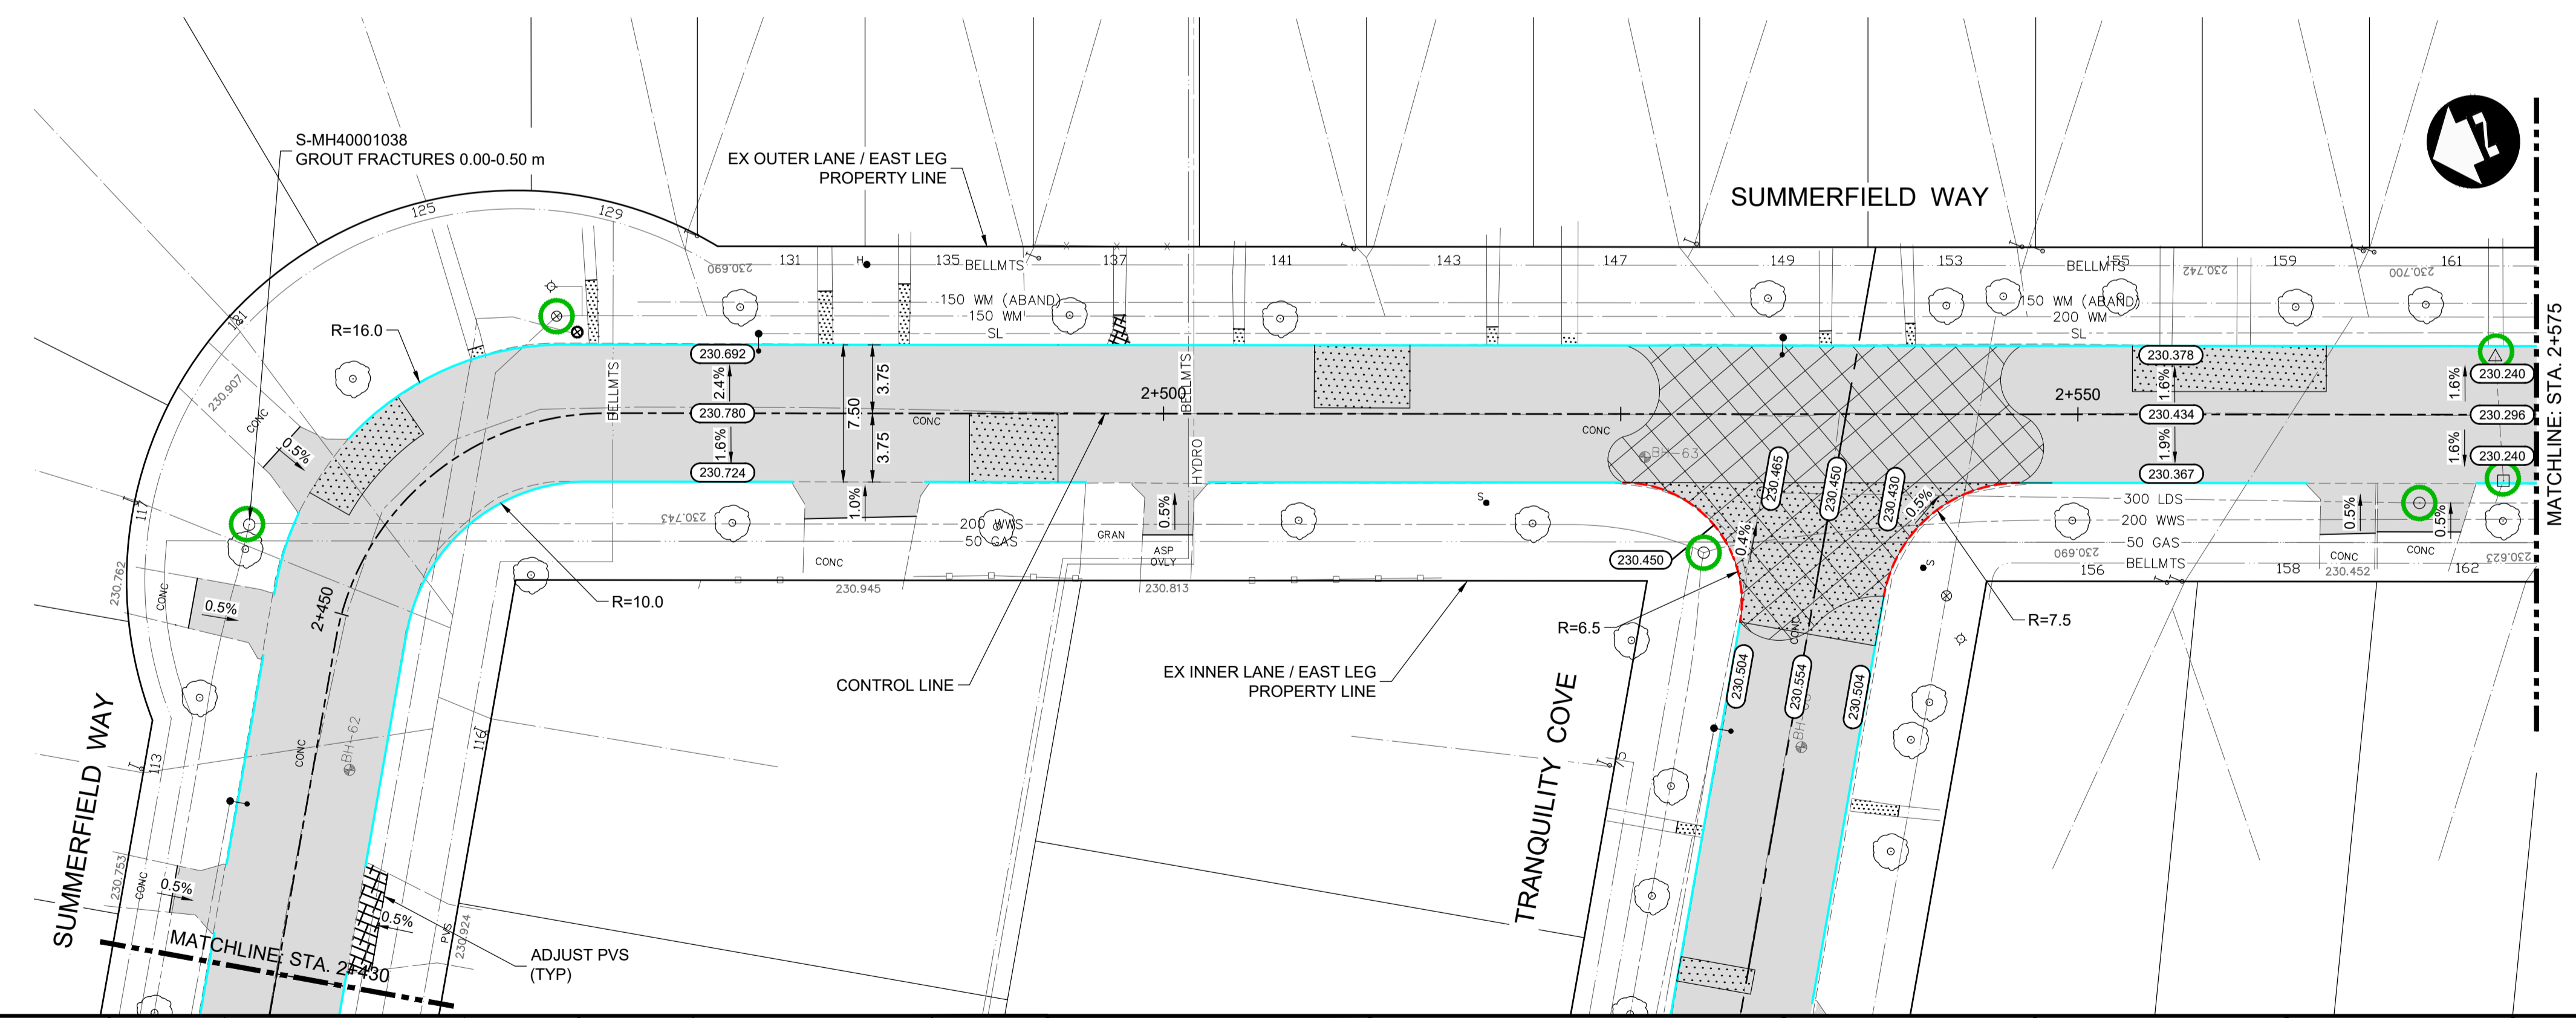 S-MH40001038
GROUT FRACTURES 0.00-0.50 m
EX OUTER LANE / EAST LEG
PROPERTY LINE
SUMMERFIELD WAY
Z
MATCHLINE: STA. 2+575
125
129
121
117
113
116
131
H
135
BELLMTS
137
141
143
147
149
153
BELLMTS
155
159
161
230.690
230.742
230.700
150 WM (ABAND)
150 WM
SL
150 WM (ABAND)
200 WM
SL
R=16.0
230.907
CONC
0.5%
BELLMTS
230.692
2.4%
230.780
1.6%
230.724
7.50
3.75
3.75
CONC
2+500
BELLMTS
HYDRO
CONC
BH-63
2+550
230.378
1.6%
230.434
1.9%
230.367
1.6%
230.240
230.296
1.6%
230.240
230.465
230.450
230.430
0.5%
0.4%
230.450
230.743
1.0%
200 WWS
50 GAS
GRAN
0.5%
ASP
OVLY
CONC
S
S
300 LDS
200 WWS
50 GAS
BELLMTS
230.690
156
158
162
0.5%
0.5%
CONC
CONC
230.452
230.623
230.945
230.813
R=10.0
R=6.5
R=7.5
CONC
230.762
CONC
0.5%
2+450
CONTROL LINE
EX INNER LANE / EAST LEG
PROPERTY LINE
230.504
230.554
230.504
75
TRANQUILITY COVE
SUMMERFIELD WAY
CONC
BH-62
230.753
CONC
0.5%
0.5%
PVS
230.924
ADJUST PVS
(TYP)
MATCHLINE: STA. 2+430